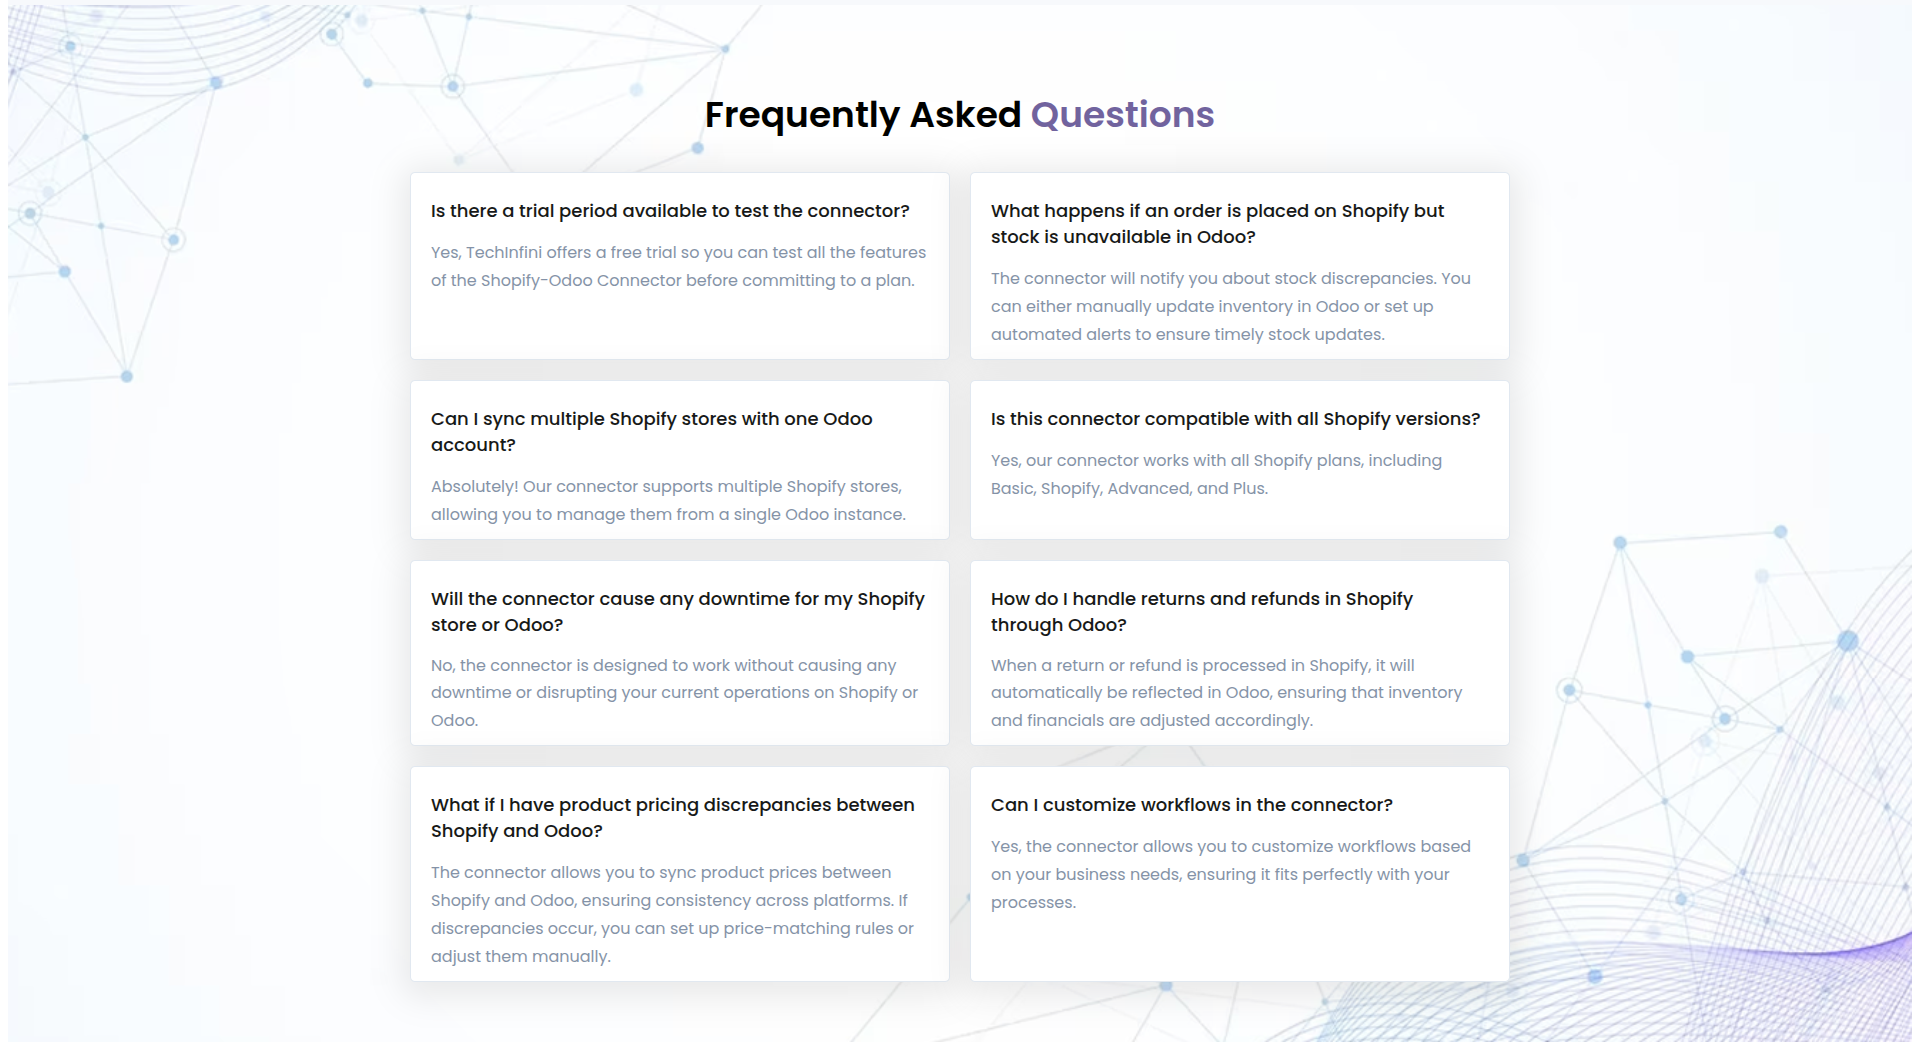 Frequently Asked Questions
Is there a trial period available to test the connector?
Yes, TechInfini offers a free trial so you can test all the features
of the Shopify-Odoo Connector before committing to a plan.
What happens if an order is placed on Shopify but
stock is unavailable in Odoo?
The connector will notify you about stock discrepancies. You
can either manually update inventory in Odoo or set up
automated alerts to ensure timely stock updates.
Can I sync multiple Shopify stores with one Odoo
account?
Absolutely! Our connector supports multiple Shopify stores,
allowing you to manage them from a single Odoo instance.
Is this connector compatible with all Shopify versions?
Yes, our connector works with all Shopify plans, including
Basic, Shopify, Advanced, and Plus.
Will the connector cause any downtime for my Shopify
store or Odoo?
No, the connector is designed to work without causing any
downtime or disrupting your current operations on Shopify or
Odoo.
How do I handle returns and refunds in Shopify
through Odoo?
When a return or refund is processed in Shopify, it will
automatically be reflected in Odoo, ensuring that inventory
and financials are adjusted accordingly.
What if I have product pricing discrepancies between
Shopify and Odoo?
The connector allows you to sync product prices between
Shopify and Odoo, ensuring consistency across platforms. If
discrepancies occur, you can set up price-matching rules or
adjust them manually.
Can I customize workflows in the connector?
Yes, the connector allows you to customize workflows based
on your business needs, ensuring it fits perfectly with your
processes.